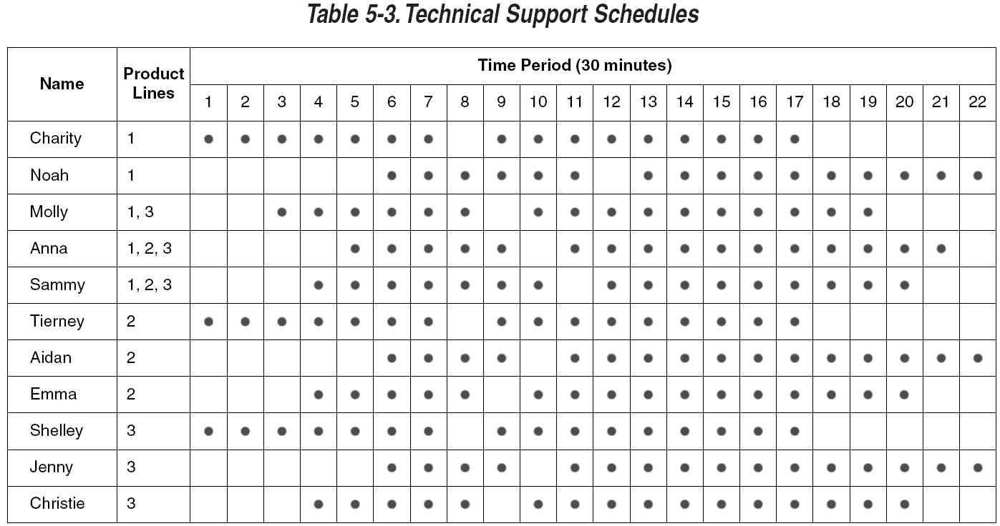 Table 5-3. Technical Support Schedules
Name Product Lines Time Period (30 minutes)
1 2 3 4 5 6 7 8 9 10 11 12 13 14 15 16 17 18 19 20 21 22
Charity 1 ● ● ● ● ● ● ● ● ● ● ● ● ● ● ● ●
Noah 1 ● ● ● ● ● ● ● ● ● ● ● ● ● ● ● ●
Molly 1, 3 ● ● ● ● ● ● ● ● ● ● ● ● ● ● ● ●
Anna 1, 2, 3 ● ● ● ● ● ● ● ● ● ● ● ● ● ● ● ●
Sammy 1, 2, 3 ● ● ● ● ● ● ● ● ● ● ● ● ● ● ● ●
Tierney 2 ● ● ● ● ● ● ● ● ● ● ● ● ● ● ● ●
Aidan 2 ● ● ● ● ● ● ● ● ● ● ● ● ● ● ● ●
Emma 2 ● ● ● ● ● ● ● ● ● ● ● ● ● ● ● ●
Shelley 3 ● ● ● ● ● ● ● ● ● ● ● ● ● ● ● ●
Jenny 3 ● ● ● ● ● ● ● ● ● ● ● ● ● ● ● ●
Christie 3 ● ● ● ● ● ● ● ● ● ● ● ● ● ● ● ●